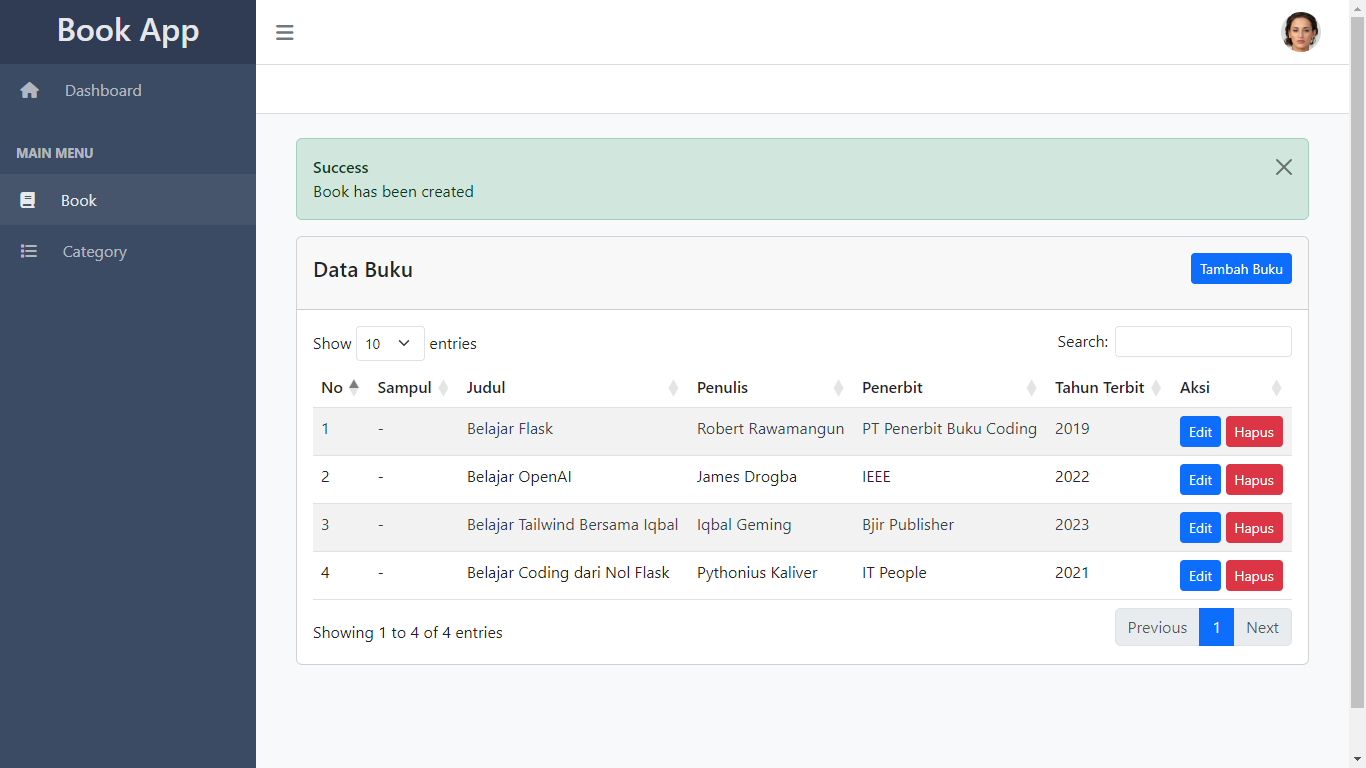 Book App
Dashboard
MAIN MENU
Book
Category
Success
Book has been created
Data Buku
Tambah Buku
Show 10 entries
Search:
No Sampul Judul Penulis Penerbit Tahun Terbit Aksi
1 - Belajar Flask Robert Rawamangun PT Penerbit Buku Coding 2019 Edit Hapus
2 - Belajar OpenAI James Drogba IEEE 2022 Edit Hapus
3 - Belajar Tailwind Bersama Iqbal Iqbal Geming Bjir Publisher 2023 Edit Hapus
4 - Belajar Coding dari Nol Flask Pythonius Kaliver IT People 2021 Edit Hapus
Showing 1 to 4 of 4 entries
Previous 1 Next